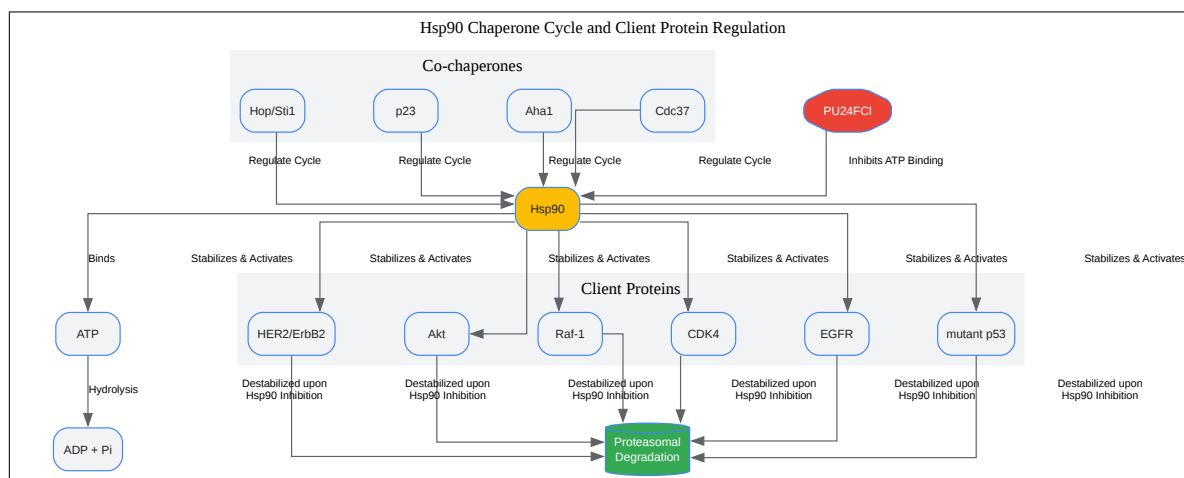 Hsp90 Chaperone Cycle and Client Protein Regulation
Co-chaperones
Hop/Sti1
p23
Aha1
Cdc37
PU24FCl
Regulate Cycle
Regulate Cycle
Regulate Cycle
Regulate Cycle
Inhibits ATP Binding
Hsp90
Binds
Stabilizes & Activates
Stabilizes & Activates
Stabilizes & Activates
Stabilizes & Activates
Stabilizes & Activates
Stabilizes & Activates
Client Proteins
ATP
HER2/ErbB2
Akt
Raf-1
CDK4
EGFR
mutant p53
Hydrolysis
Destabilized upon
Hsp90 Inhibition
Destabilized upon
Hsp90 Inhibition
Destabilized upon
Hsp90 Inhibition
Destabilized upon
Hsp90 Inhibition
Destabilized upon
Hsp90 Inhibition
Destabilized upon
Hsp90 Inhibition
ADP + Pi
Proteasomal
Degradation